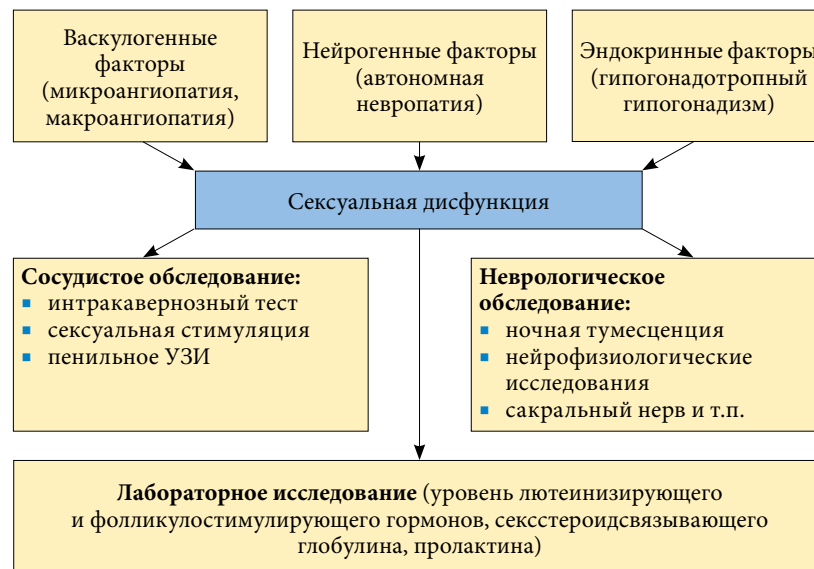 Васкулогенные
факторы
(микроангиопатия,
макроангиопатия)
Нейрогенные факторы
(автономная
невропатия)
Эндокринные факторы
(гипогонадотропный
гипогонадизм)
Сексуальная дисфункция
Сосудистое обследование:
▪ интракавернозный тест
▪ сексуальная стимуляция
▪ пенильное УЗИ
Неврологическое
обследование:
▪ ночная тумесценция
▪ нейрофизиологические
исследования
▪ сакральный нерв и т.п.
Лабораторное исследование (уровень лютеинизирующего
и фолликулостимулирующего гормонов, сексстероидсвязывающего
глобулина, пролактина)